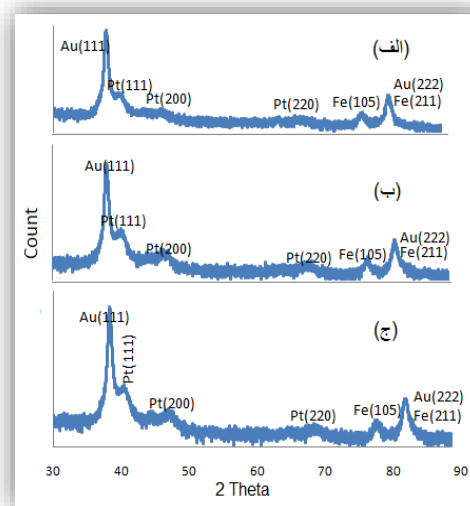 Au(111)
(الف)
Pt(111)
Pt(200)
Pt(220)
Fe(105)
Au(222)
Fe(211)
Au(111)
(ب)
Pt(111)
Pt(200)
Pt(220)
Fe(105)
Au(222)
Fe(211)
Au(111)
(ج)
Pt(111)
Pt(200)
Pt(220)
Fe(105)
Au(222)
Fe(211)
Count
30 40 50 60 70 80 90
2 Theta